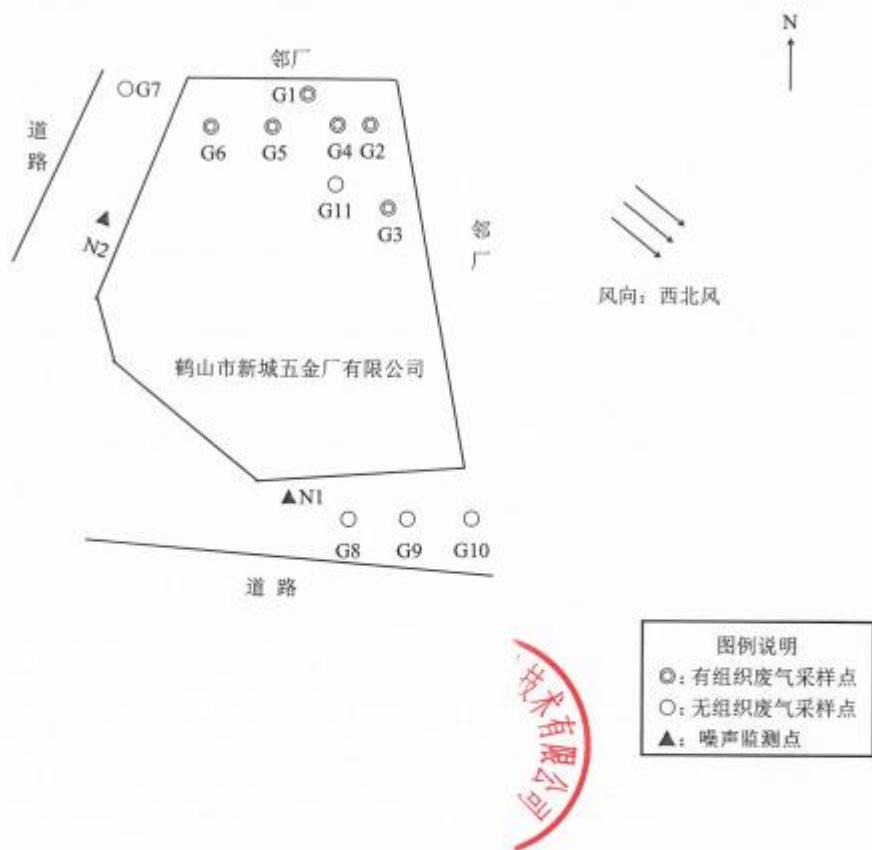 邻厂
N
G7
G1
道路
G6
G5
G4
G2
G11
G3
N2
邻厂
风向：西北风
鹤山市新城五金厂有限公司
N1
G8
G9
G10
道 路
图例说明
◎：有组织废气采样点
○：无组织废气采样点
▲：噪声监测点
技术有限公司